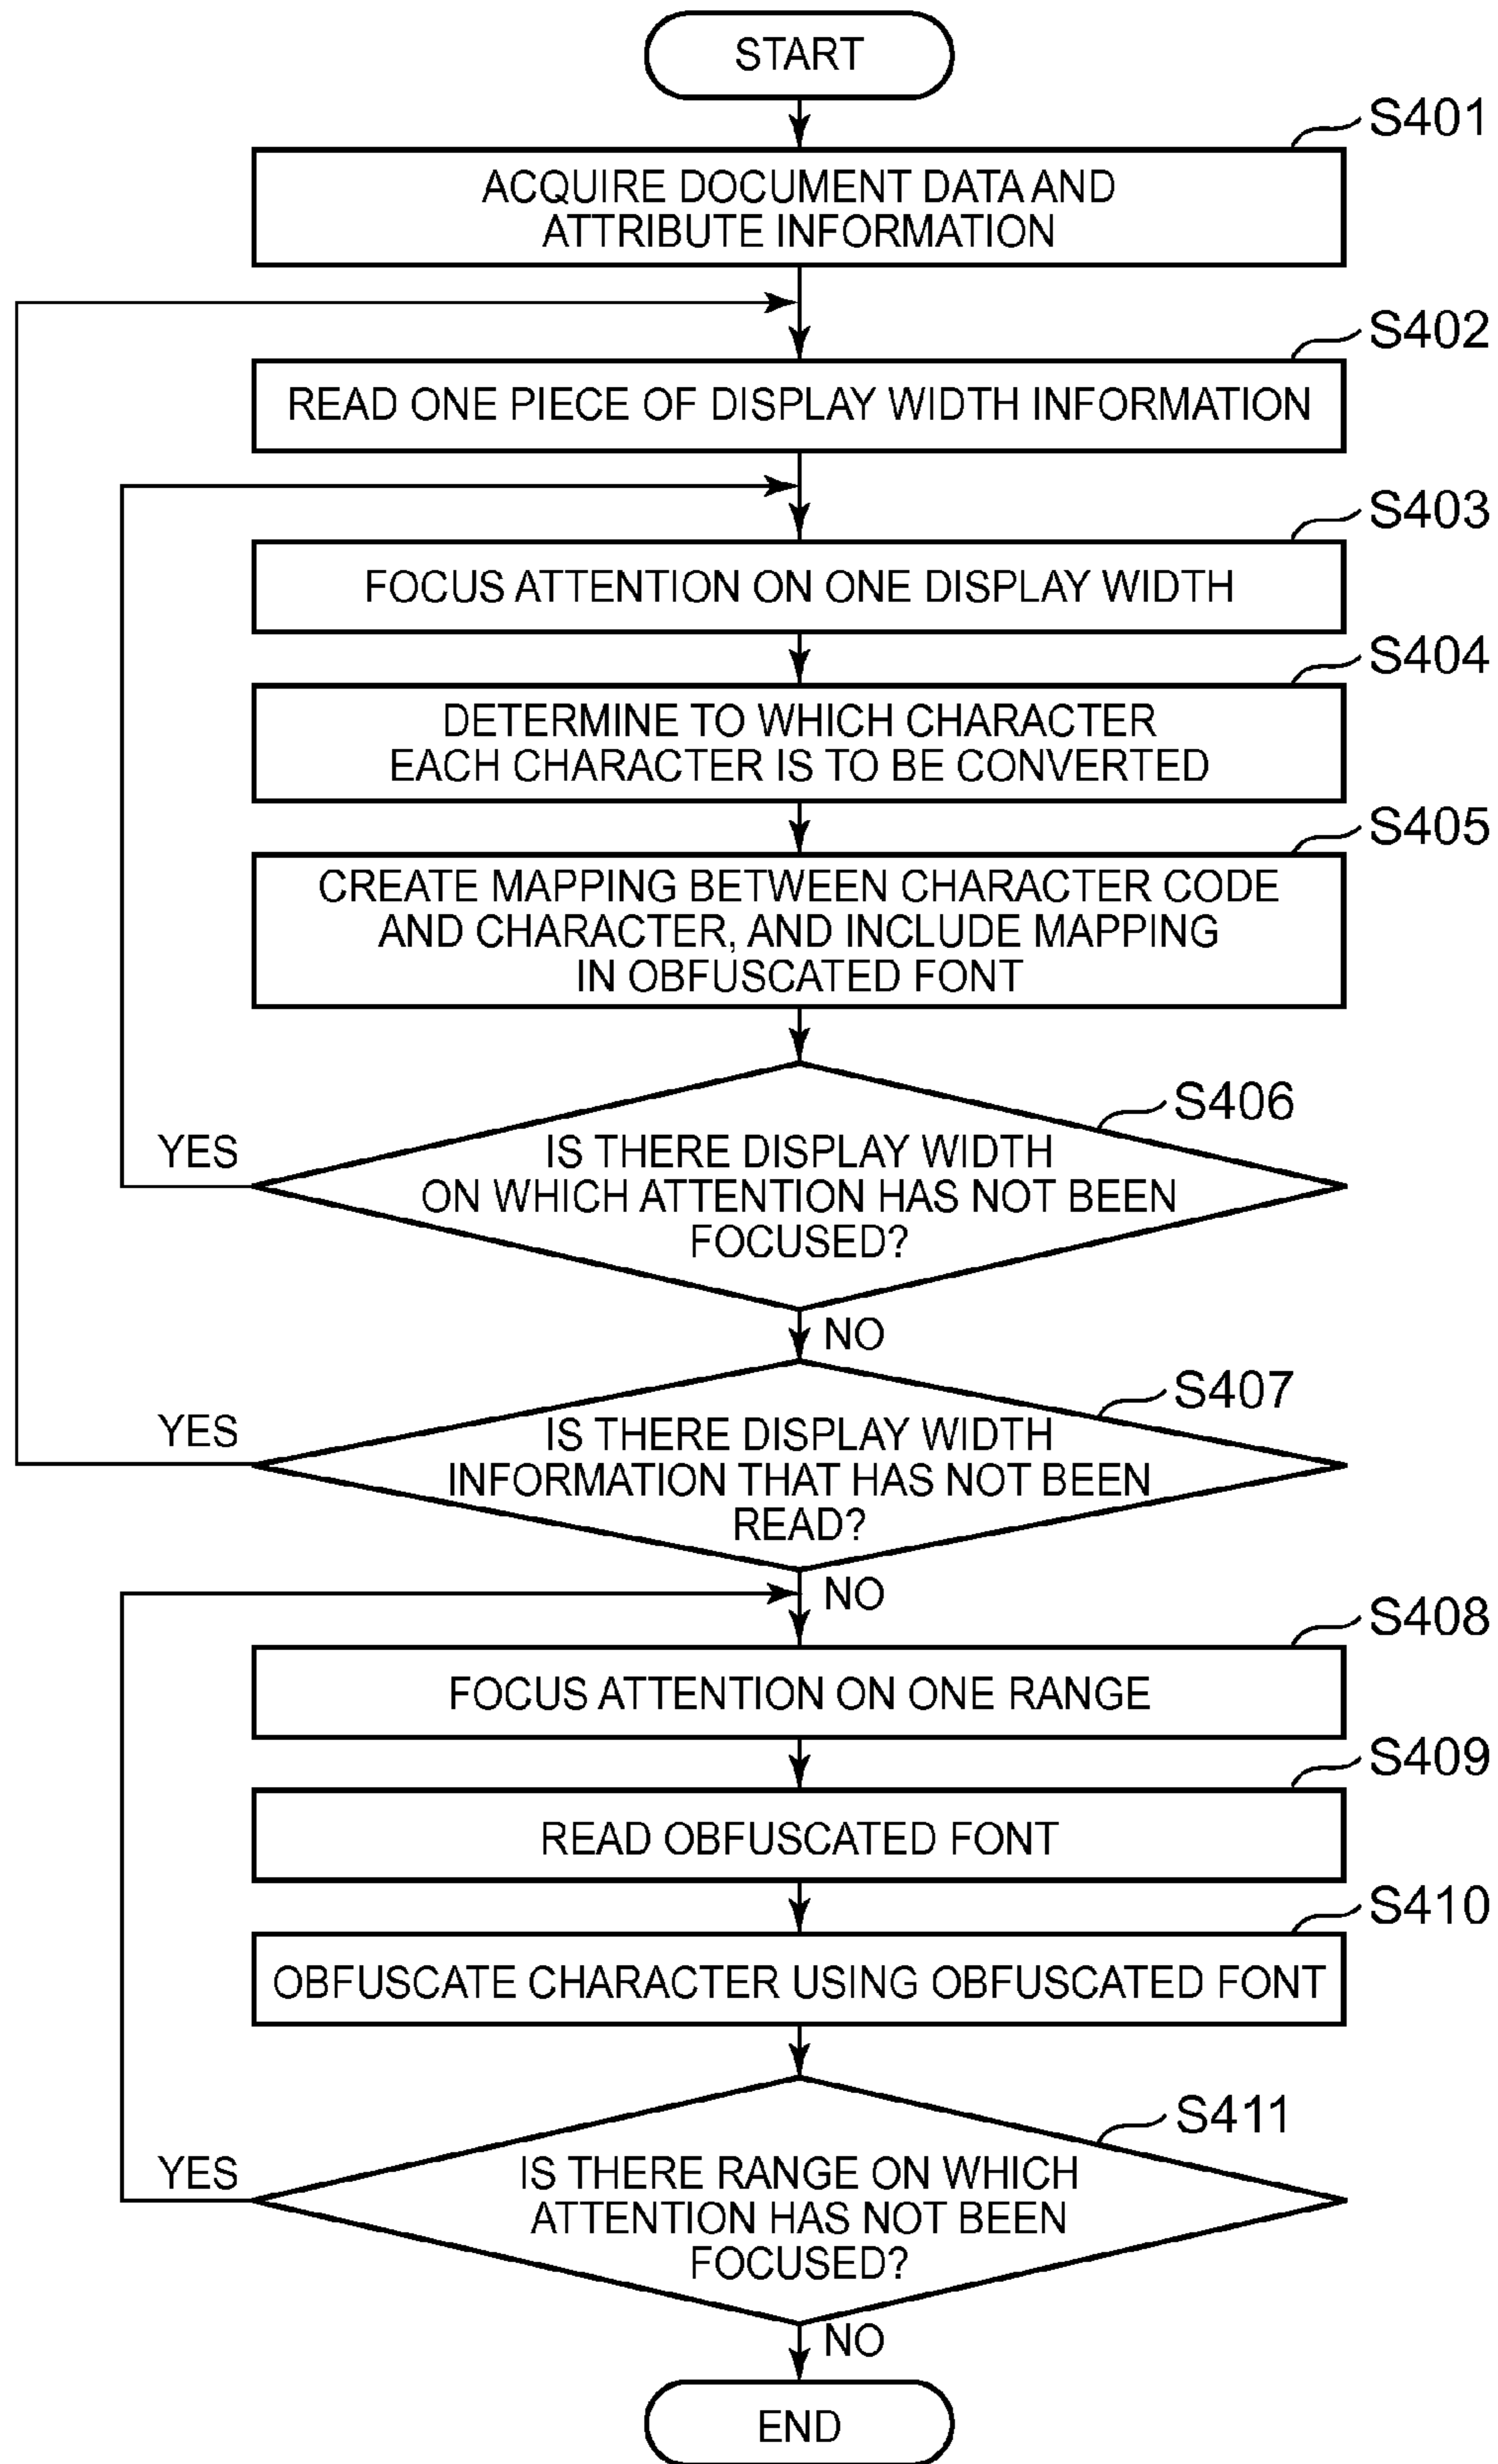 START
S401
ACQUIRE DOCUMENT DATA AND
ATTRIBUTE INFORMATION
S402
READ ONE PIECE OF DISPLAY WIDTH INFORMATION
S403
FOCUS ATTENTION ON ONE DISPLAY WIDTH
S404
DETERMINE TO WHICH CHARACTER
EACH CHARACTER IS TO BE CONVERTED
S405
CREATE MAPPING BETWEEN CHARACTER CODE
AND CHARACTER, AND INCLUDE MAPPING
IN OBFUSCATED FONT
S406
YES
IS THERE DISPLAY WIDTH
ON WHICH ATTENTION HAS NOT BEEN
FOCUSED?
NO
S407
YES
IS THERE DISPLAY WIDTH
INFORMATION THAT HAS NOT BEEN
READ?
NO
S408
FOCUS ATTENTION ON ONE RANGE
S409
READ OBFUSCATED FONT
S410
OBFUSCATE CHARACTER USING OBFUSCATED FONT
S411
YES
IS THERE RANGE ON WHICH
ATTENTION HAS NOT BEEN
FOCUSED?
NO
END